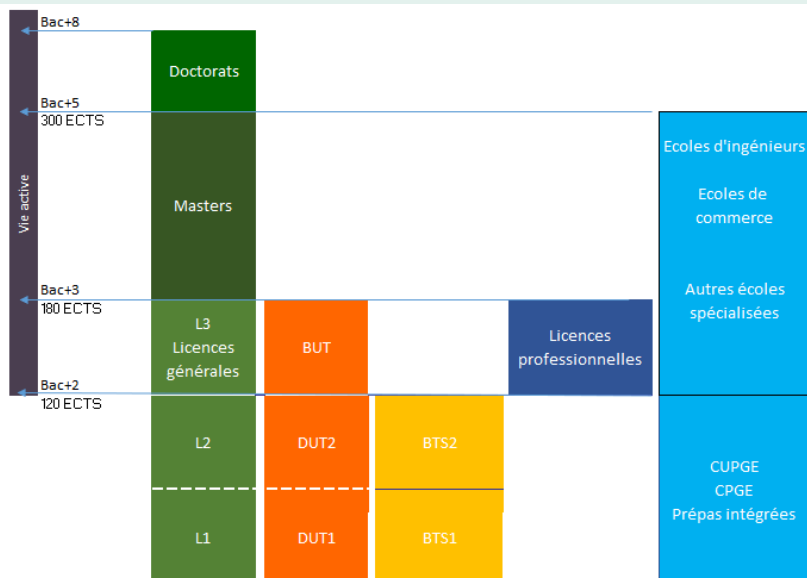 Bac+8
Doctorats
Bac+5
300 ECTS
Ecoles d'ingénieurs
Ecoles de
commerce
Autres écoles
spécialisées
Masters
Vie active
Bac+3
180 ECTS
L3
Licences
générales
BUT
Licences
professionnelles
Bac+2
120 ECTS
L2
DUT2
BTS2
CUPGE
CPGE
Prépas intégrées
L1
DUT1
BTS1